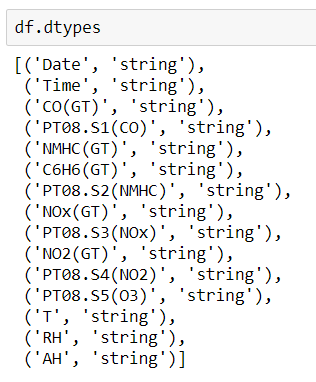 df.dtypes
[('Date', 'string'),
('Time', 'string'),
('CO(GT)', 'string'),
('PT08.S1(CO)', 'string'),
('NMHC(GT)', 'string'),
('C6H6(GT)', 'string'),
('PT08.S2(NMHC)', 'string'),
('NOx(GT)', 'string'),
('PT08.S3(NOx)', 'string'),
('NO2(GT)', 'string'),
('PT08.S4(NO2)', 'string'),
('PT08.S5(O3)', 'string'),
('T', 'string'),
('RH', 'string'),
('AH', 'string')]